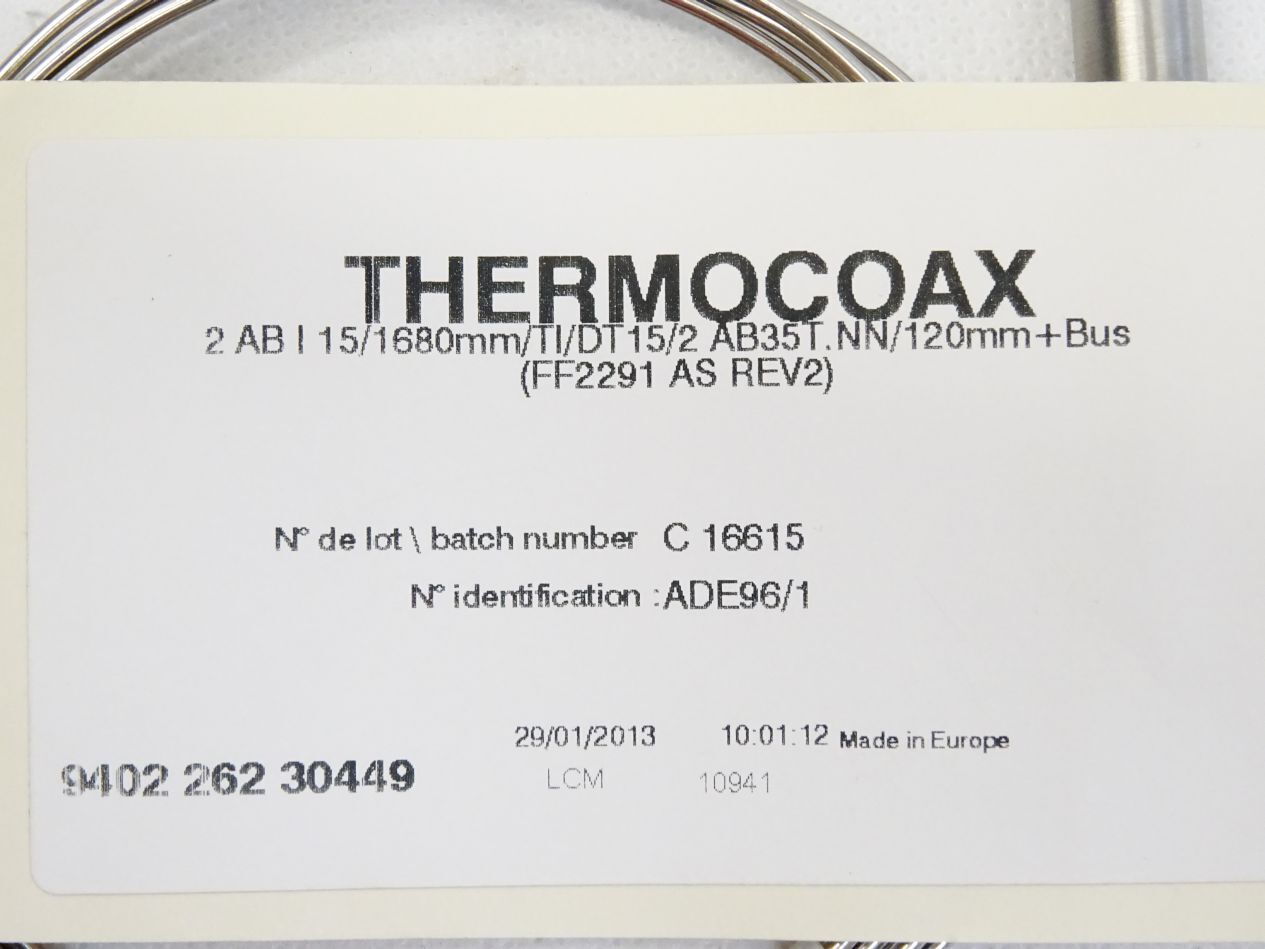 THERMOCOAX
2 AB I 15/1680mm/TI/DT15/2 AB35T.NN/120mm+Bus
(FF2291 AS REV2)
N° de lot \ batch number C 16615
N° identification :ADE96/1
29/01/2013 10:01:12 Made in Europe
9402 262 30449 LCM 10941